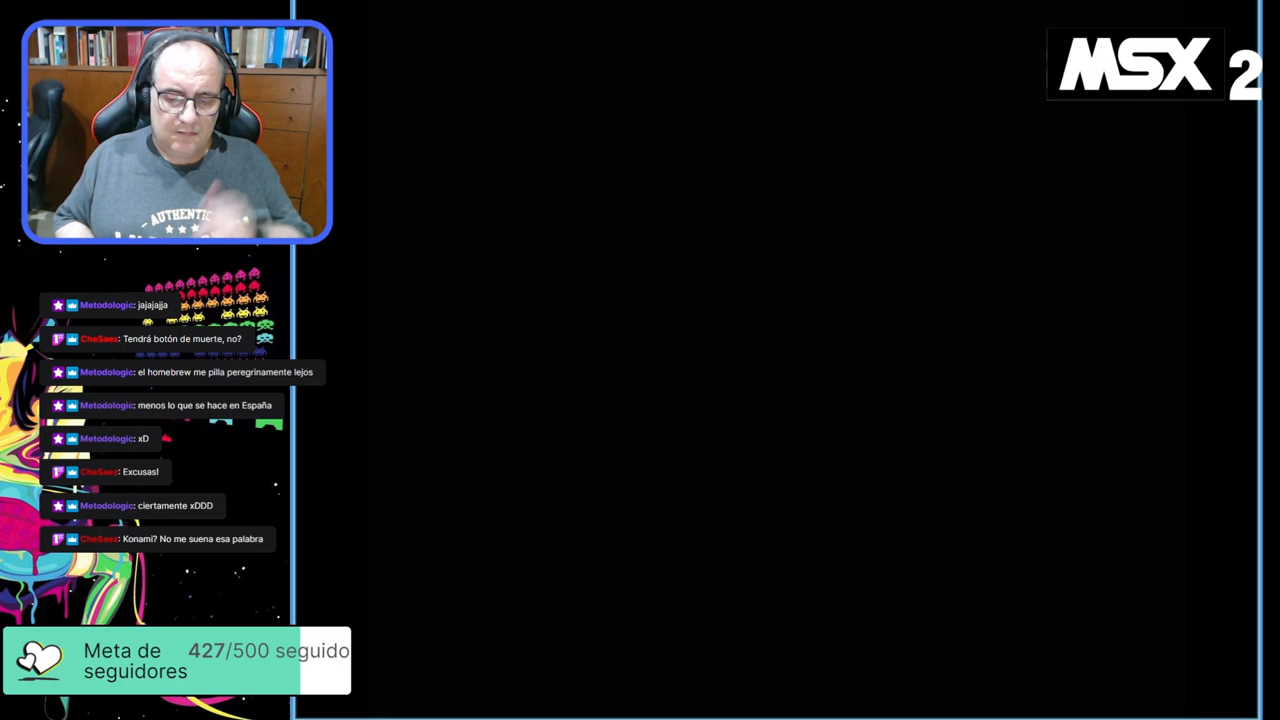 MSX 2
AUTHENTIC
Metodologic: jajajajja
CheSaez: Tendrá botón de muerte, no?
Metodologic: el homebrew me pilla peregrinamente lejos
Metodologic: menos lo que se hace en España
Metodologic: xD
CheSaez: Excusas!
Metodologic: ciertamente xDDD
CheSaez: Konami? No me suena esa palabra
Meta de seguidores
427/500 seguido